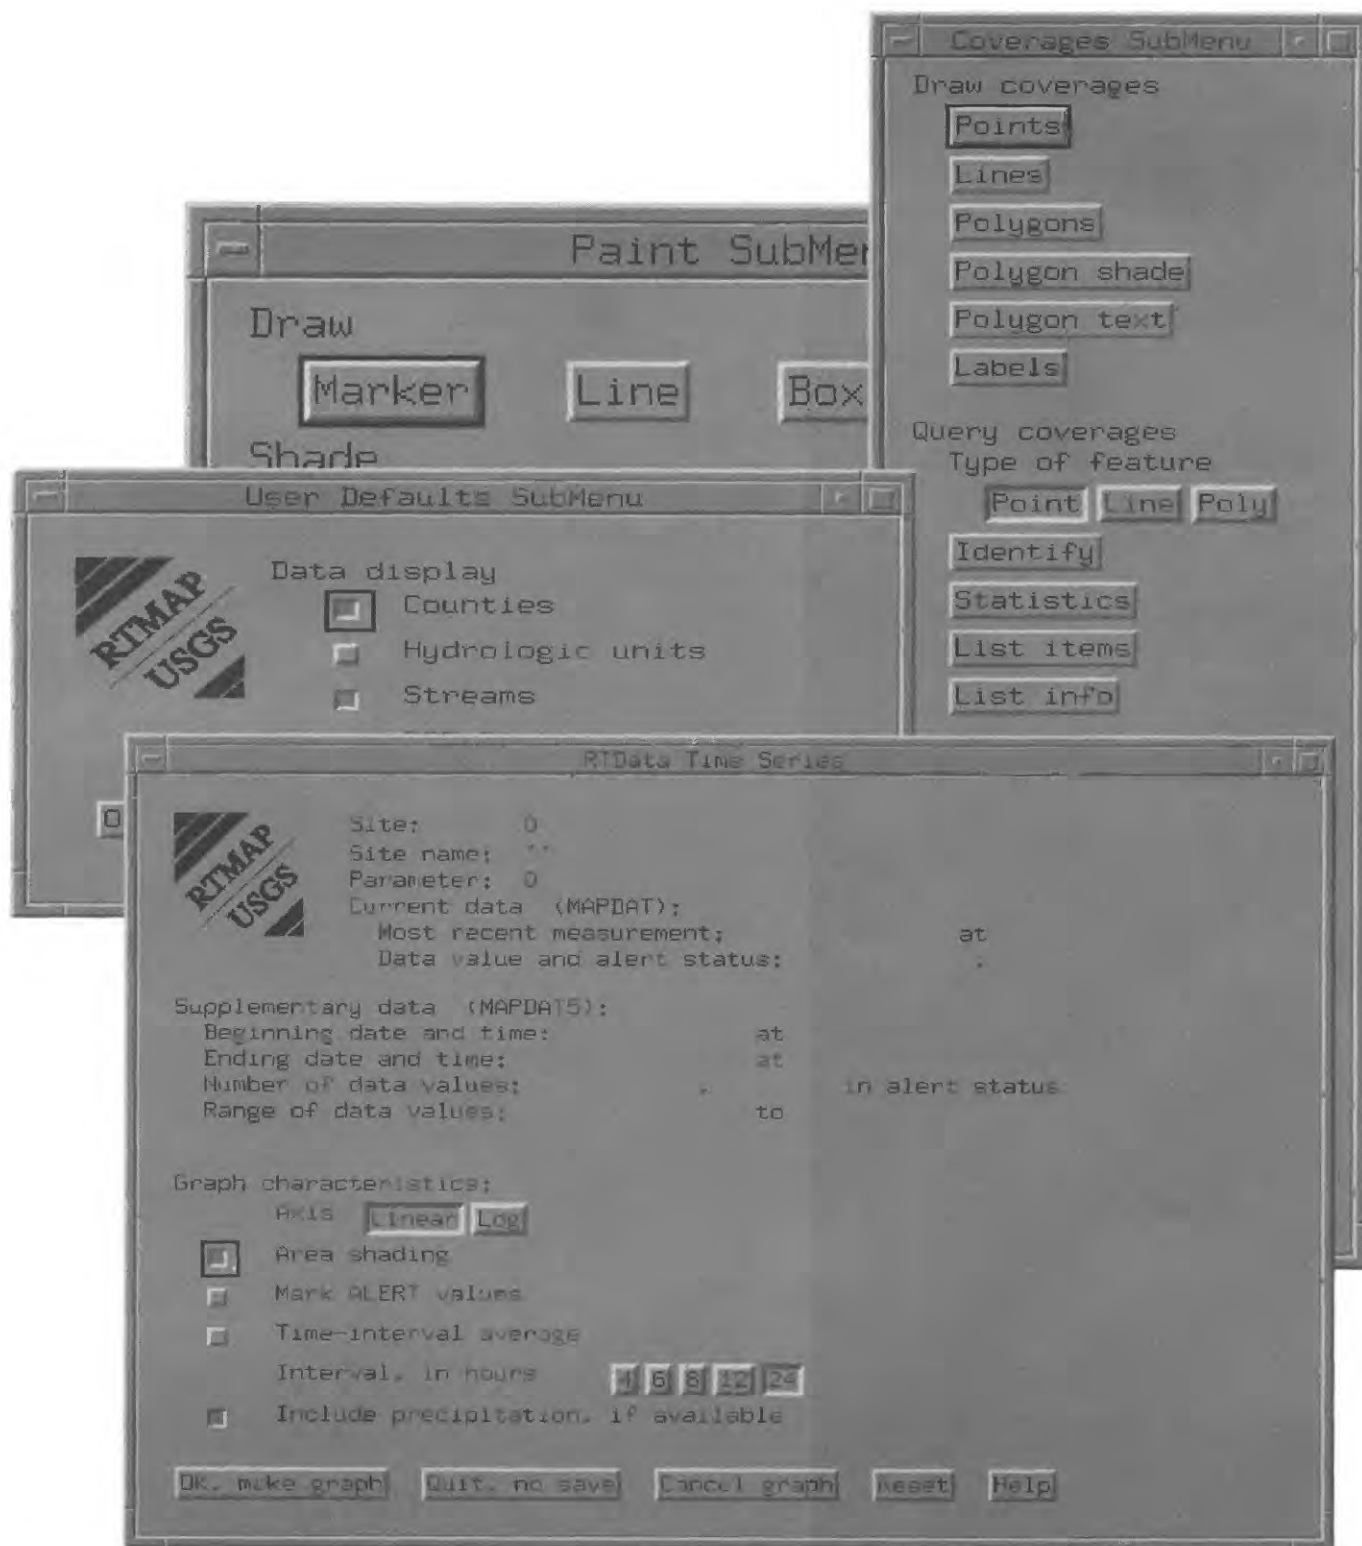 Coverages SubMenu
Draw coverages
Points
Lines
Polygons
Polygon shade
Polygon text
Labels
Query coverages
Type of feature
Point Line Poly
Identify
Statistics
List items
List info
Paint SubMen
Draw
Marker Line Box
Shade
User Defaults SubMenu
RTMAP
USGS
Data display
Counties
Hydrologic units
Streams
O
RTData Time Series
RTMAP
USGS
Site: 0
Site name: ''
Parameter: 0
Current data (MAPDAT):
Most recent measurement: at
Data value and alert status: .
Supplementary data (MAPDAT5):
Beginning date and time: at
Ending date and time: at
Number of data values: , in alert status
Range of data values: to
Graph characteristics:
Axis Linear Log
Area shading
Mark ALERT values
Time-interval average
Interval, in hours 4 6 8 12 24
Include precipitation, if available
OK, make graph Quit, no save Cancel graph Reset Help